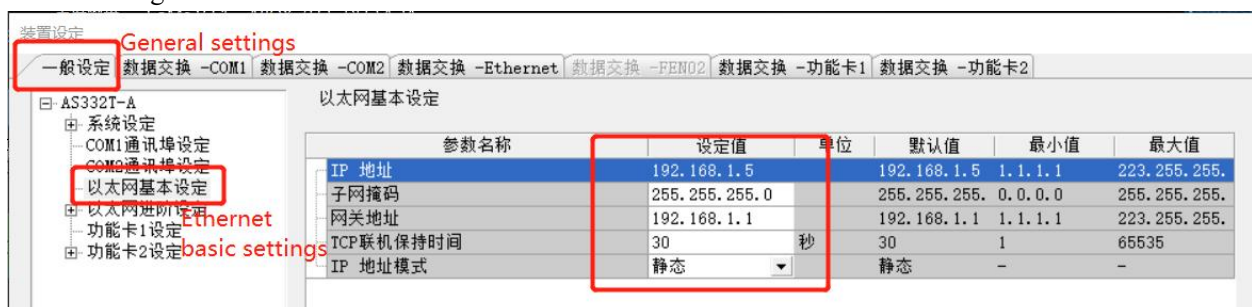 装置设定
General settings
一般设定 数据交换 -COM1 数据交换 -COM2 数据交换 -Ethernet 数据交换 -FEN02 数据交换 -功能卡1 数据交换 -功能卡2
AS332T-A
系统设定
COM1通讯埠设定
COM2通讯埠设定
以太网基本设定
以太网进阶设定
功能卡1设定
功能卡2设定
Ethernet
basic settings
以太网基本设定
参数名称 设定值 单位 默认值 最小值 最大值
IP 地址 192.168.1.5 192.168.1.5 1.1.1.1 223.255.255.
子网掩码 255.255.255.0 255.255.255. 0.0.0.0 255.255.255.
网关地址 192.168.1.1 192.168.1.1 1.1.1.1 223.255.255.
TCP联机保持时间 30 秒 30 1 65535
IP 地址模式 静态 静态 - -